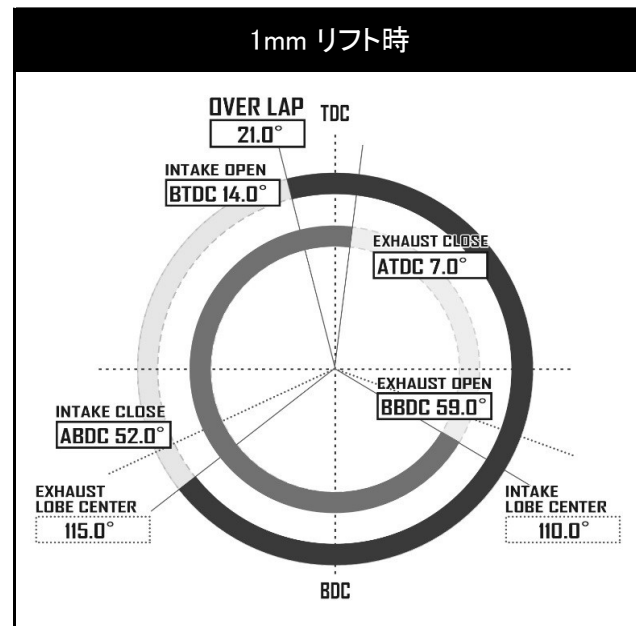 1mm リフト時
OVER LAP
21.0°
TDC
INTAKE OPEN
BTDC 14.0°
EXHAUST CLOSE
ATDC 7.0°
EXHAUST OPEN
BBDC 59.0°
INTAKE CLOSE
ABDC 52.0°
EXHAUST
LOBE CENTER
115.0°
INTAKE
LOBE CENTER
110.0°
BDC